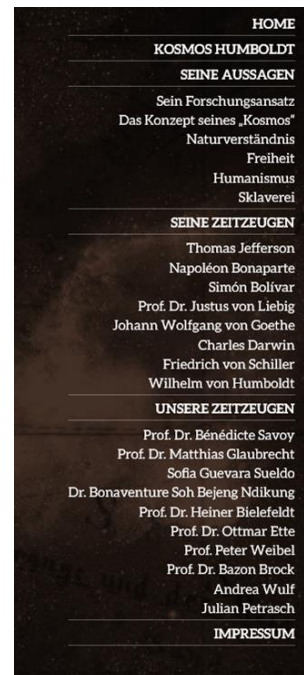 HOME
KOSMOS HUMBOLDT
SEINE AUSSAGEN
Sein Forschungsansatz
Das Konzept seines „Kosmos“
Naturverständnis
Freiheit
Humanismus
Sklaverei
SEINE ZEITZEUGEN
Thomas Jefferson
Napoléon Bonaparte
Simón Bolívar
Prof. Dr. Justus von Liebig
Johann Wolfgang von Goethe
Charles Darwin
Friedrich von Schiller
Wilhelm von Humboldt
UNSERE ZEITZEUGEN
Prof. Dr. Bénédicte Savoy
Prof. Dr. Matthias Glaubrecht
Sofia Guevara Sueldo
Dr. Bonaventure Soh Bejeng Ndikung
Prof. Dr. Heiner Bielefeldt
Prof. Dr. Ottmar Ette
Prof. Peter Weibel
Prof. Dr. Bazon Brock
Andrea Wulf
Julian Petrasch
IMPRESSUM